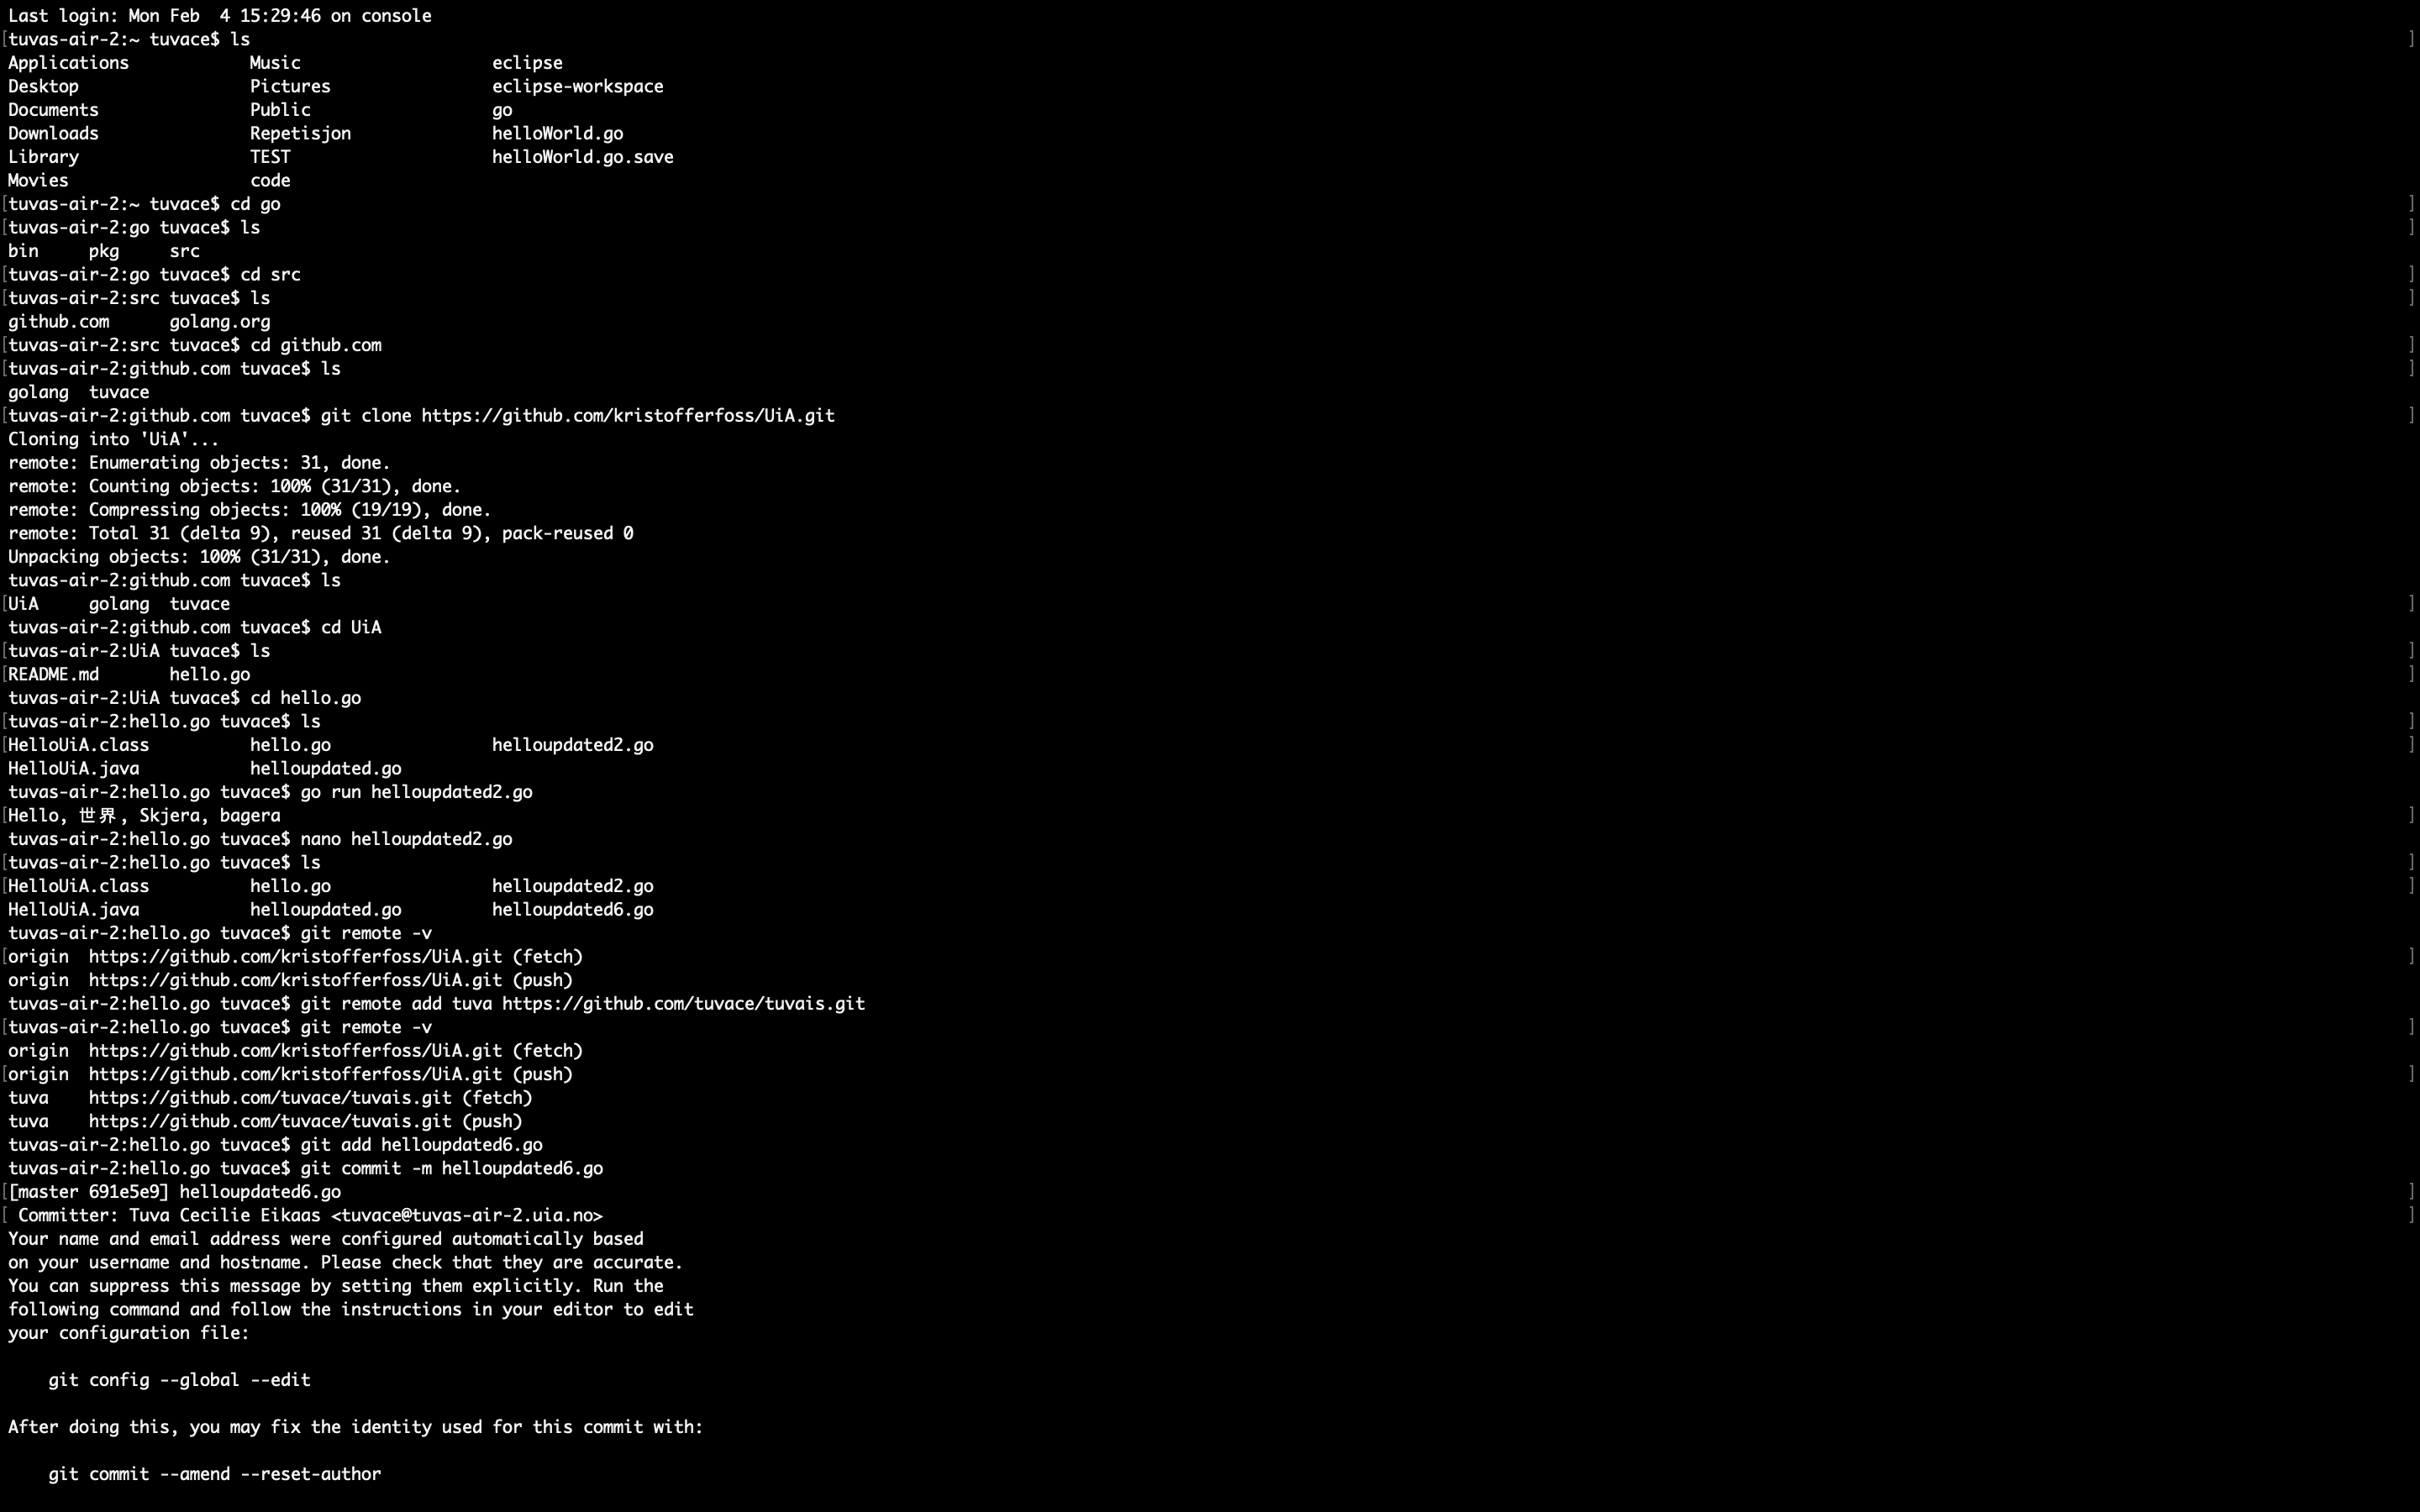 Last login: Mon Feb  4 15:29:46 on console
[tuvas-air-2:~ tuvace$ ls ]
Applications            Music                   eclipse
Desktop                 Pictures                eclipse-workspace
Documents               Public                  go
Downloads               Repetisjon              helloWorld.go
Library                 TEST                    helloWorld.go.save
Movies                  code
[tuvas-air-2:~ tuvace$ cd go ]
[tuvas-air-2:go tuvace$ ls ]
bin     pkg     src
[tuvas-air-2:go tuvace$ cd src ]
[tuvas-air-2:src tuvace$ ls ]
github.com      golang.org
[tuvas-air-2:src tuvace$ cd github.com ]
[tuvas-air-2:github.com tuvace$ ls ]
golang  tuvace
[tuvas-air-2:github.com tuvace$ git clone https://github.com/kristofferfoss/UiA.git ]
Cloning into 'UiA'...
remote: Enumerating objects: 31, done.
remote: Counting objects: 100% (31/31), done.
remote: Compressing objects: 100% (19/19), done.
remote: Total 31 (delta 9), reused 31 (delta 9), pack-reused 0
Unpacking objects: 100% (31/31), done.
tuvas-air-2:github.com tuvace$ ls
[UiA     golang  tuvace ]
tuvas-air-2:github.com tuvace$ cd UiA
[tuvas-air-2:UiA tuvace$ ls ]
[README.md       hello.go ]
tuvas-air-2:UiA tuvace$ cd hello.go
[tuvas-air-2:hello.go tuvace$ ls ]
[HelloUiA.class          hello.go                helloupdated2.go ]
HelloUiA.java           helloupdated.go
tuvas-air-2:hello.go tuvace$ go run helloupdated2.go
[Hello, 世界, Skjera, bagera ]
tuvas-air-2:hello.go tuvace$ nano helloupdated2.go
[tuvas-air-2:hello.go tuvace$ ls ]
[HelloUiA.class          hello.go                helloupdated2.go ]
HelloUiA.java           helloupdated.go         helloupdated6.go
tuvas-air-2:hello.go tuvace$ git remote -v
[origin  https://github.com/kristofferfoss/UiA.git (fetch) ]
origin  https://github.com/kristofferfoss/UiA.git (push)
tuvas-air-2:hello.go tuvace$ git remote add tuva https://github.com/tuvace/tuvais.git
[tuvas-air-2:hello.go tuvace$ git remote -v ]
origin  https://github.com/kristofferfoss/UiA.git (fetch)
[origin  https://github.com/kristofferfoss/UiA.git (push) ]
tuva    https://github.com/tuvace/tuvais.git (fetch)
tuva    https://github.com/tuvace/tuvais.git (push)
tuvas-air-2:hello.go tuvace$ git add helloupdated6.go
tuvas-air-2:hello.go tuvace$ git commit -m helloupdated6.go
[[master 691e5e9] helloupdated6.go ]
[ Committer: Tuva Cecilie Eikaas <tuvace@tuvas-air-2.uia.no> ]
Your name and email address were configured automatically based
on your username and hostname. Please check that they are accurate.
You can suppress this message by setting them explicitly. Run the
following command and follow the instructions in your editor to edit
your configuration file:
    git config --global --edit
After doing this, you may fix the identity used for this commit with:
    git commit --amend --reset-author